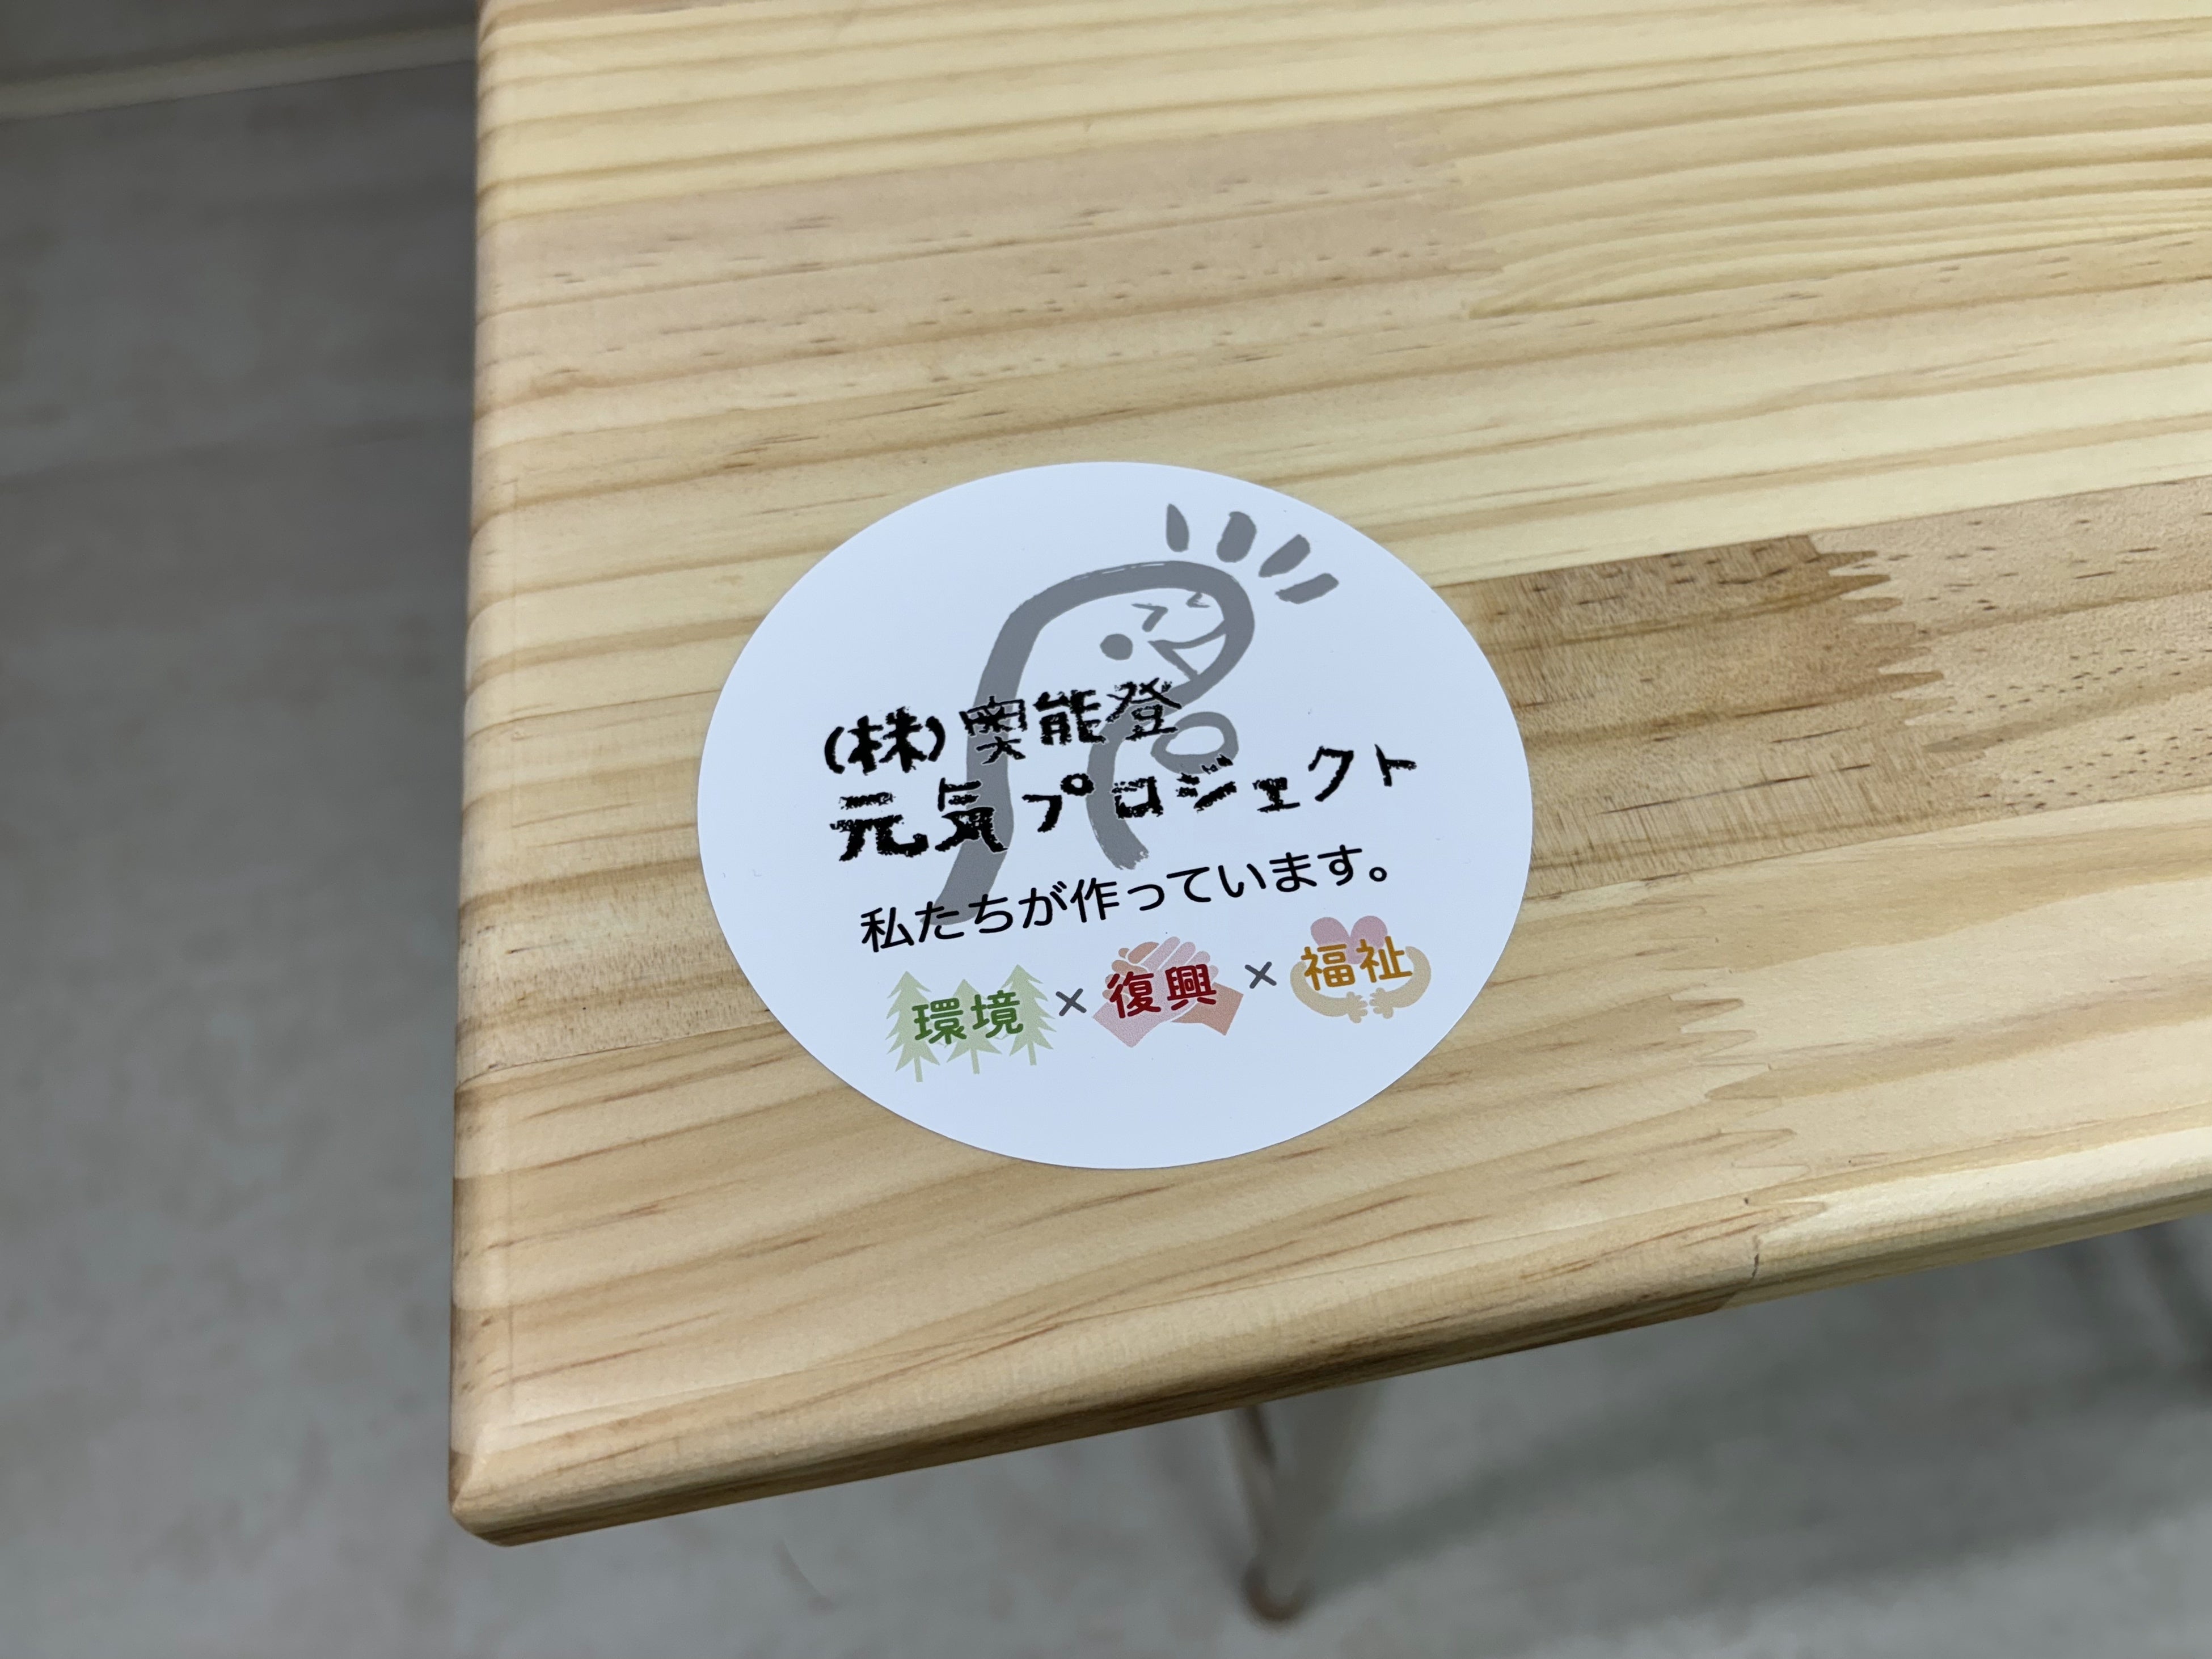 (株)奥能登
元気プロジェクト
私たちが作っています。
環境×復興×福祉